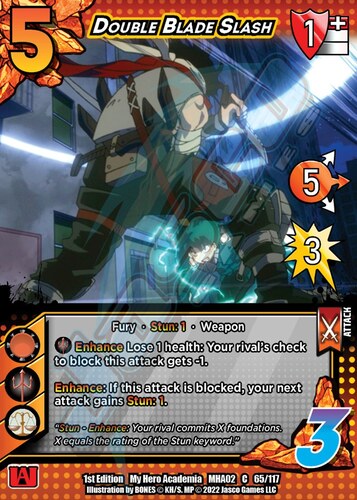 5
DOUBLE BLADE SLASH
1
+
5
3
ATTACK
Fury · Stun: 1 · Weapon
Enhance Lose 1 health: Your rival's check
to block this attack gets -1.
Enhance: If this attack is blocked, your next
attack gains Stun: 1.
"Stun - Enhance: Your rival commits X foundations.
X equals the rating of the Stun keyword."
3
1st Edition My Hero Academia MHA02 C 65/117
Illustration by BONES © KH/S. MP © 2022 Jasco Games LLC